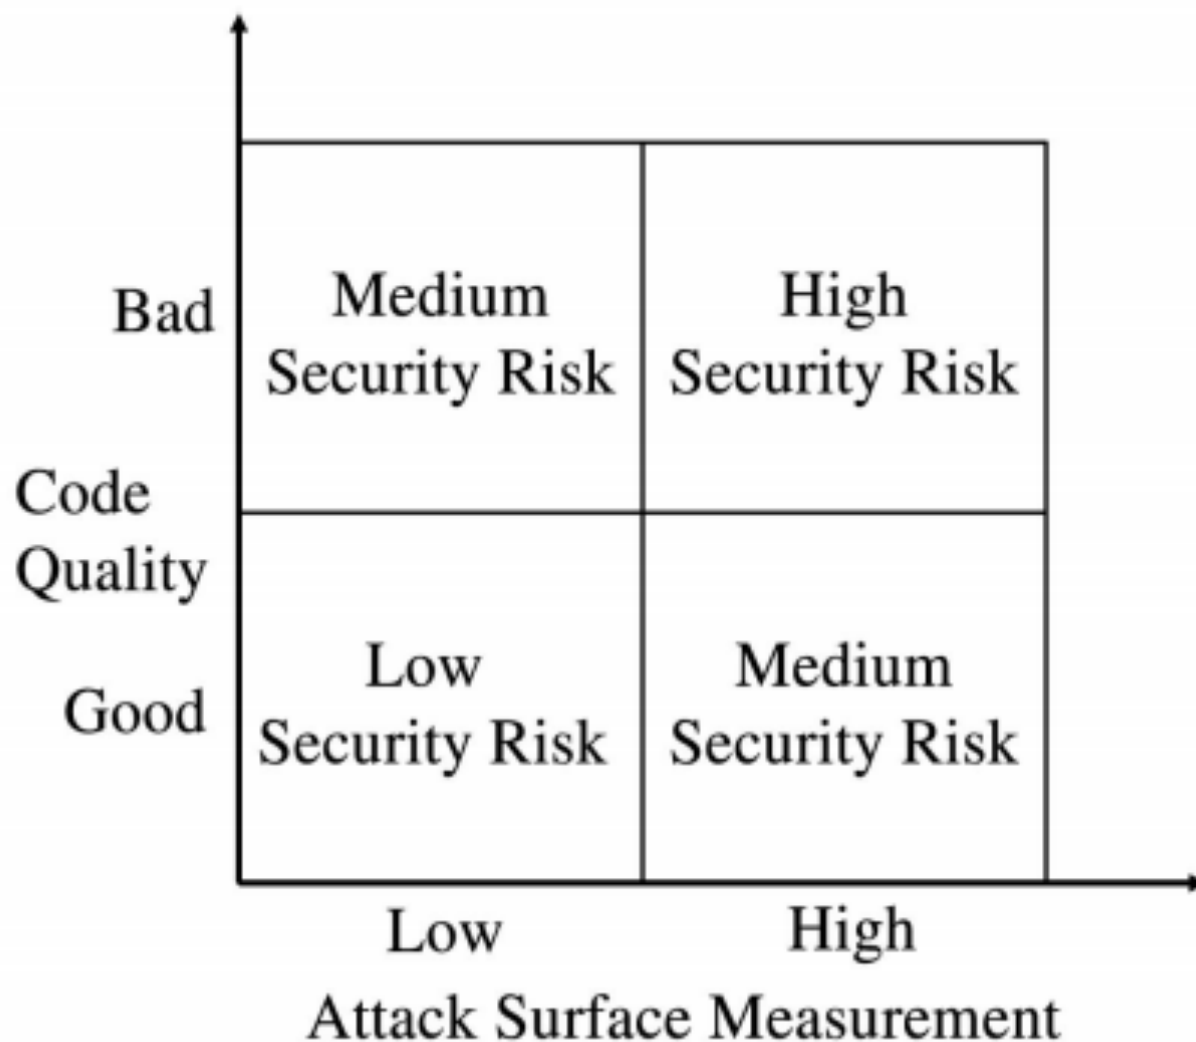 Bad
Medium
Security Risk
High
Security Risk
Code
Quality
Good
Low
Security Risk
Medium
Security Risk
Low
High
Attack Surface Measurement